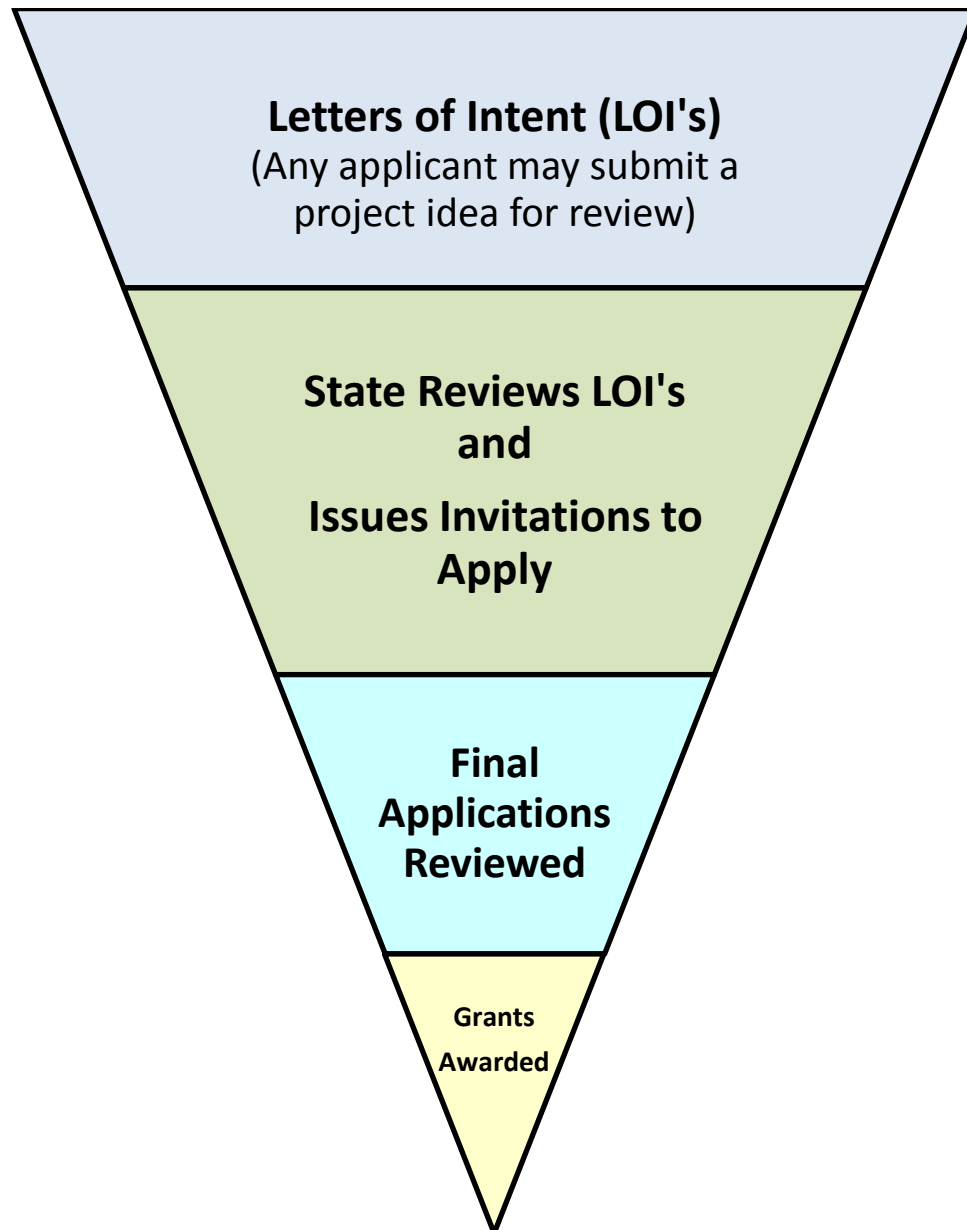 Letters of Intent (LOI's)
(Any applicant may submit a
project idea for review)
State Reviews LOI's
and
Issues Invitations to
Apply
Final
Applications
Reviewed
Grants
Awarded